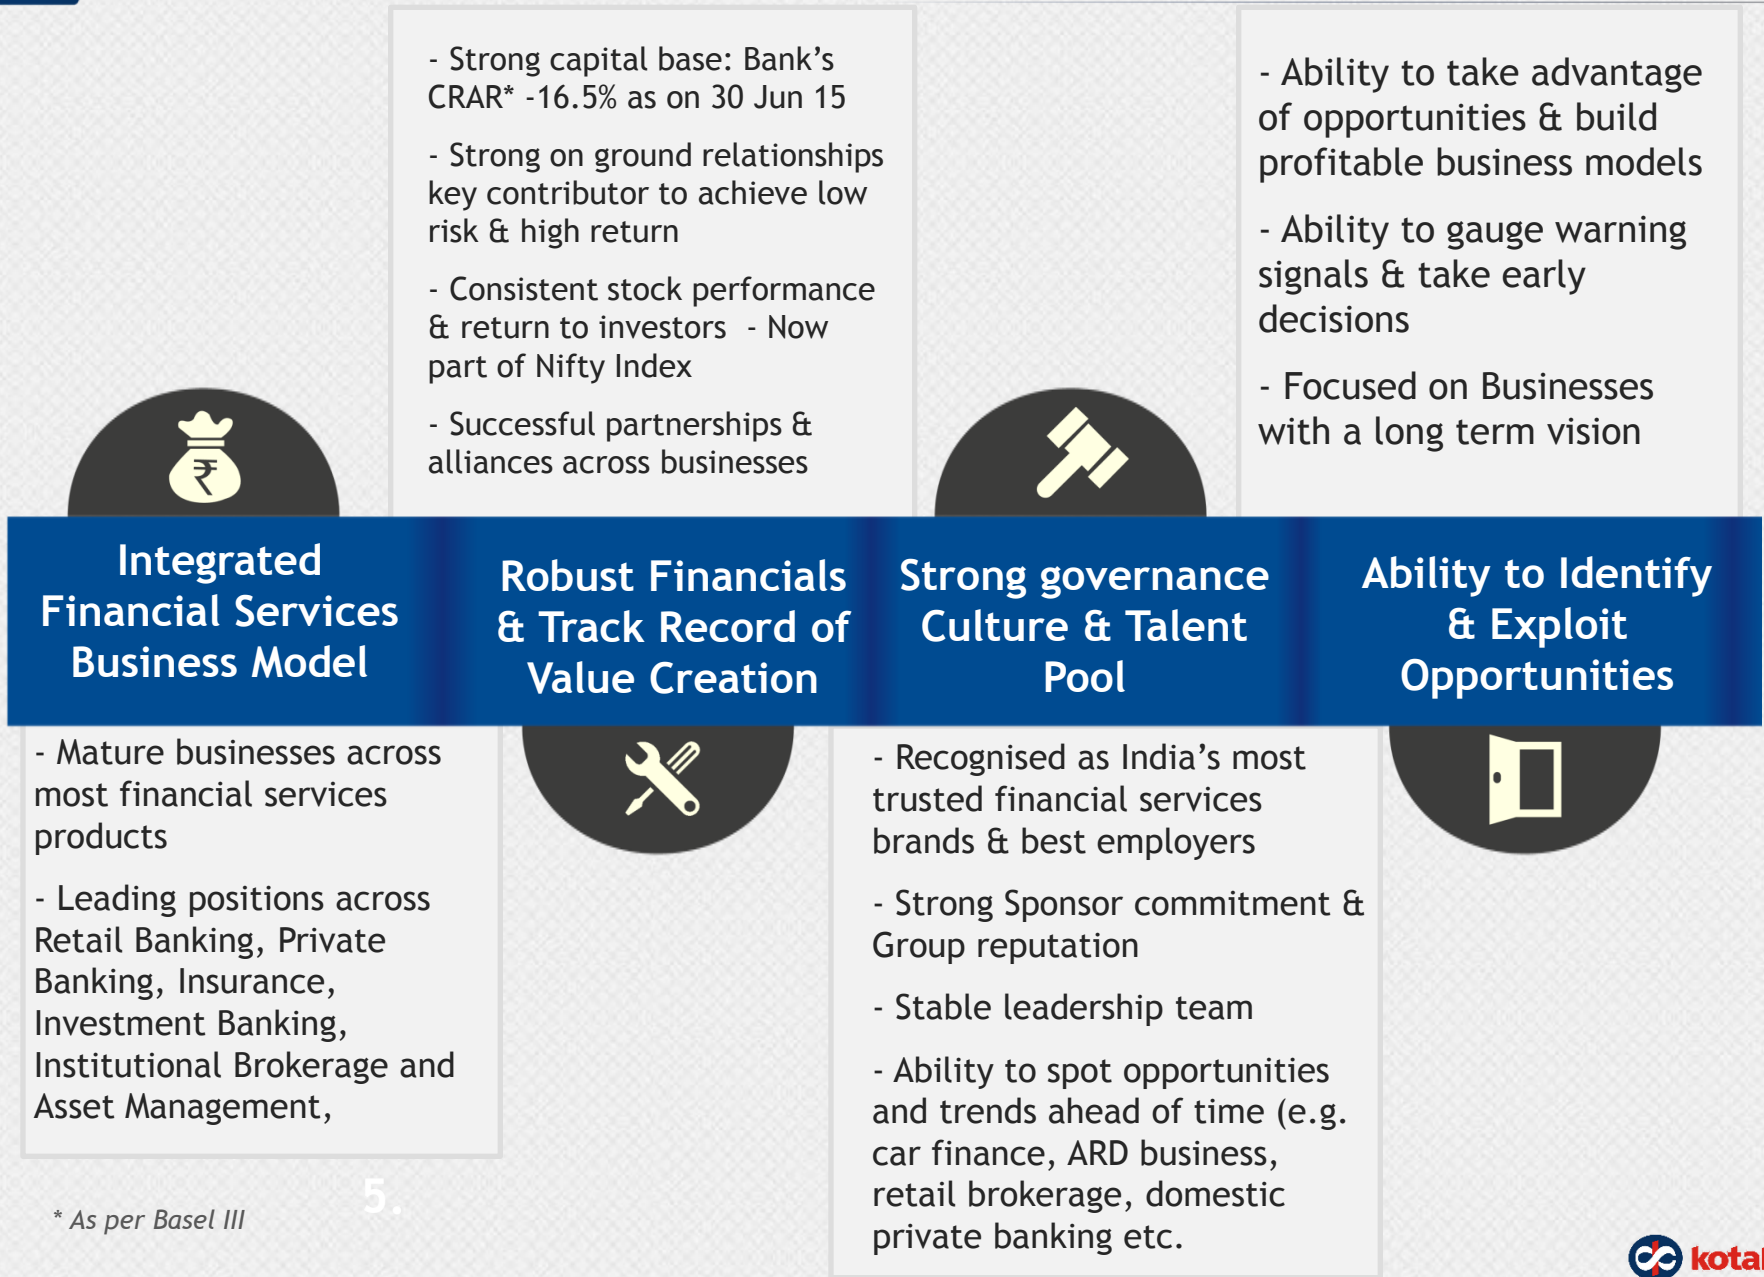 - Strong capital base: Bank’s
CRAR* -16.5% as on 30 Jun 15
- Strong on ground relationships
key contributor to achieve low
risk & high return
- Consistent stock performance
& return to investors - Now
part of Nifty Index
- Successful partnerships &
alliances across businesses
- Ability to take advantage
of opportunities & build
profitable business models
- Ability to gauge warning
signals & take early
decisions
- Focused on Businesses
with a long term vision
₹
Integrated
Financial Services
Business Model
Robust Financials
& Track Record of
Value Creation
Strong governance
Culture & Talent
Pool
Ability to Identify
& Exploit
Opportunities
- Mature businesses across
most financial services
products
- Leading positions across
Retail Banking, Private
Banking, Insurance,
Investment Banking,
Institutional Brokerage and
Asset Management,
- Recognised as India’s most
trusted financial services
brands & best employers
- Strong Sponsor commitment &
Group reputation
- Stable leadership team
- Ability to spot opportunities
and trends ahead of time (e.g.
car finance, ARD business,
retail brokerage, domestic
private banking etc.
5.
* As per Basel III
kota